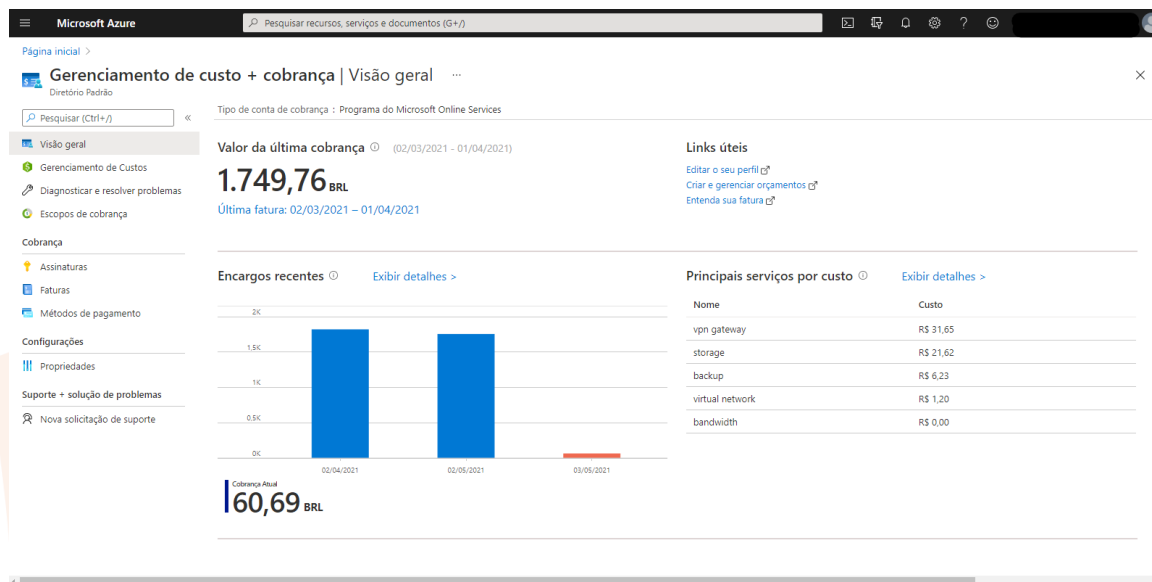 Microsoft Azure
Pesquisar recursos, serviços e documentos (G+/)
Página inicial >
Gerenciamento de custo + cobrança | Visão geral ...
Diretório Padrão
Pesquisar (Ctrl+/)
«
Visão geral
Gerenciamento de Custos
Diagnosticar e resolver problemas
Escopos de cobrança
Cobrança
Assinaturas
Faturas
Métodos de pagamento
Configurações
Propriedades
Suporte + solução de problemas
Nova solicitação de suporte
Tipo de conta de cobrança : Programa do Microsoft Online Services
Valor da última cobrança (02/03/2021 - 01/04/2021)
1.749,76 BRL
Última fatura: 02/03/2021 – 01/04/2021
Links úteis
Editar o seu perfil
Criar e gerenciar orçamentos
Entenda sua fatura
Encargos recentes Exibir detalhes >
2K
1,5K
1K
0,5K
0K
02/04/2021 02/05/2021 03/05/2021
Cobrança Atual
60,69 BRL
Principais serviços por custo Exibir detalhes >
Nome Custo
vpn gateway R$ 31,65
storage R$ 21,62
backup R$ 6,23
virtual network R$ 1,20
bandwidth R$ 0,00